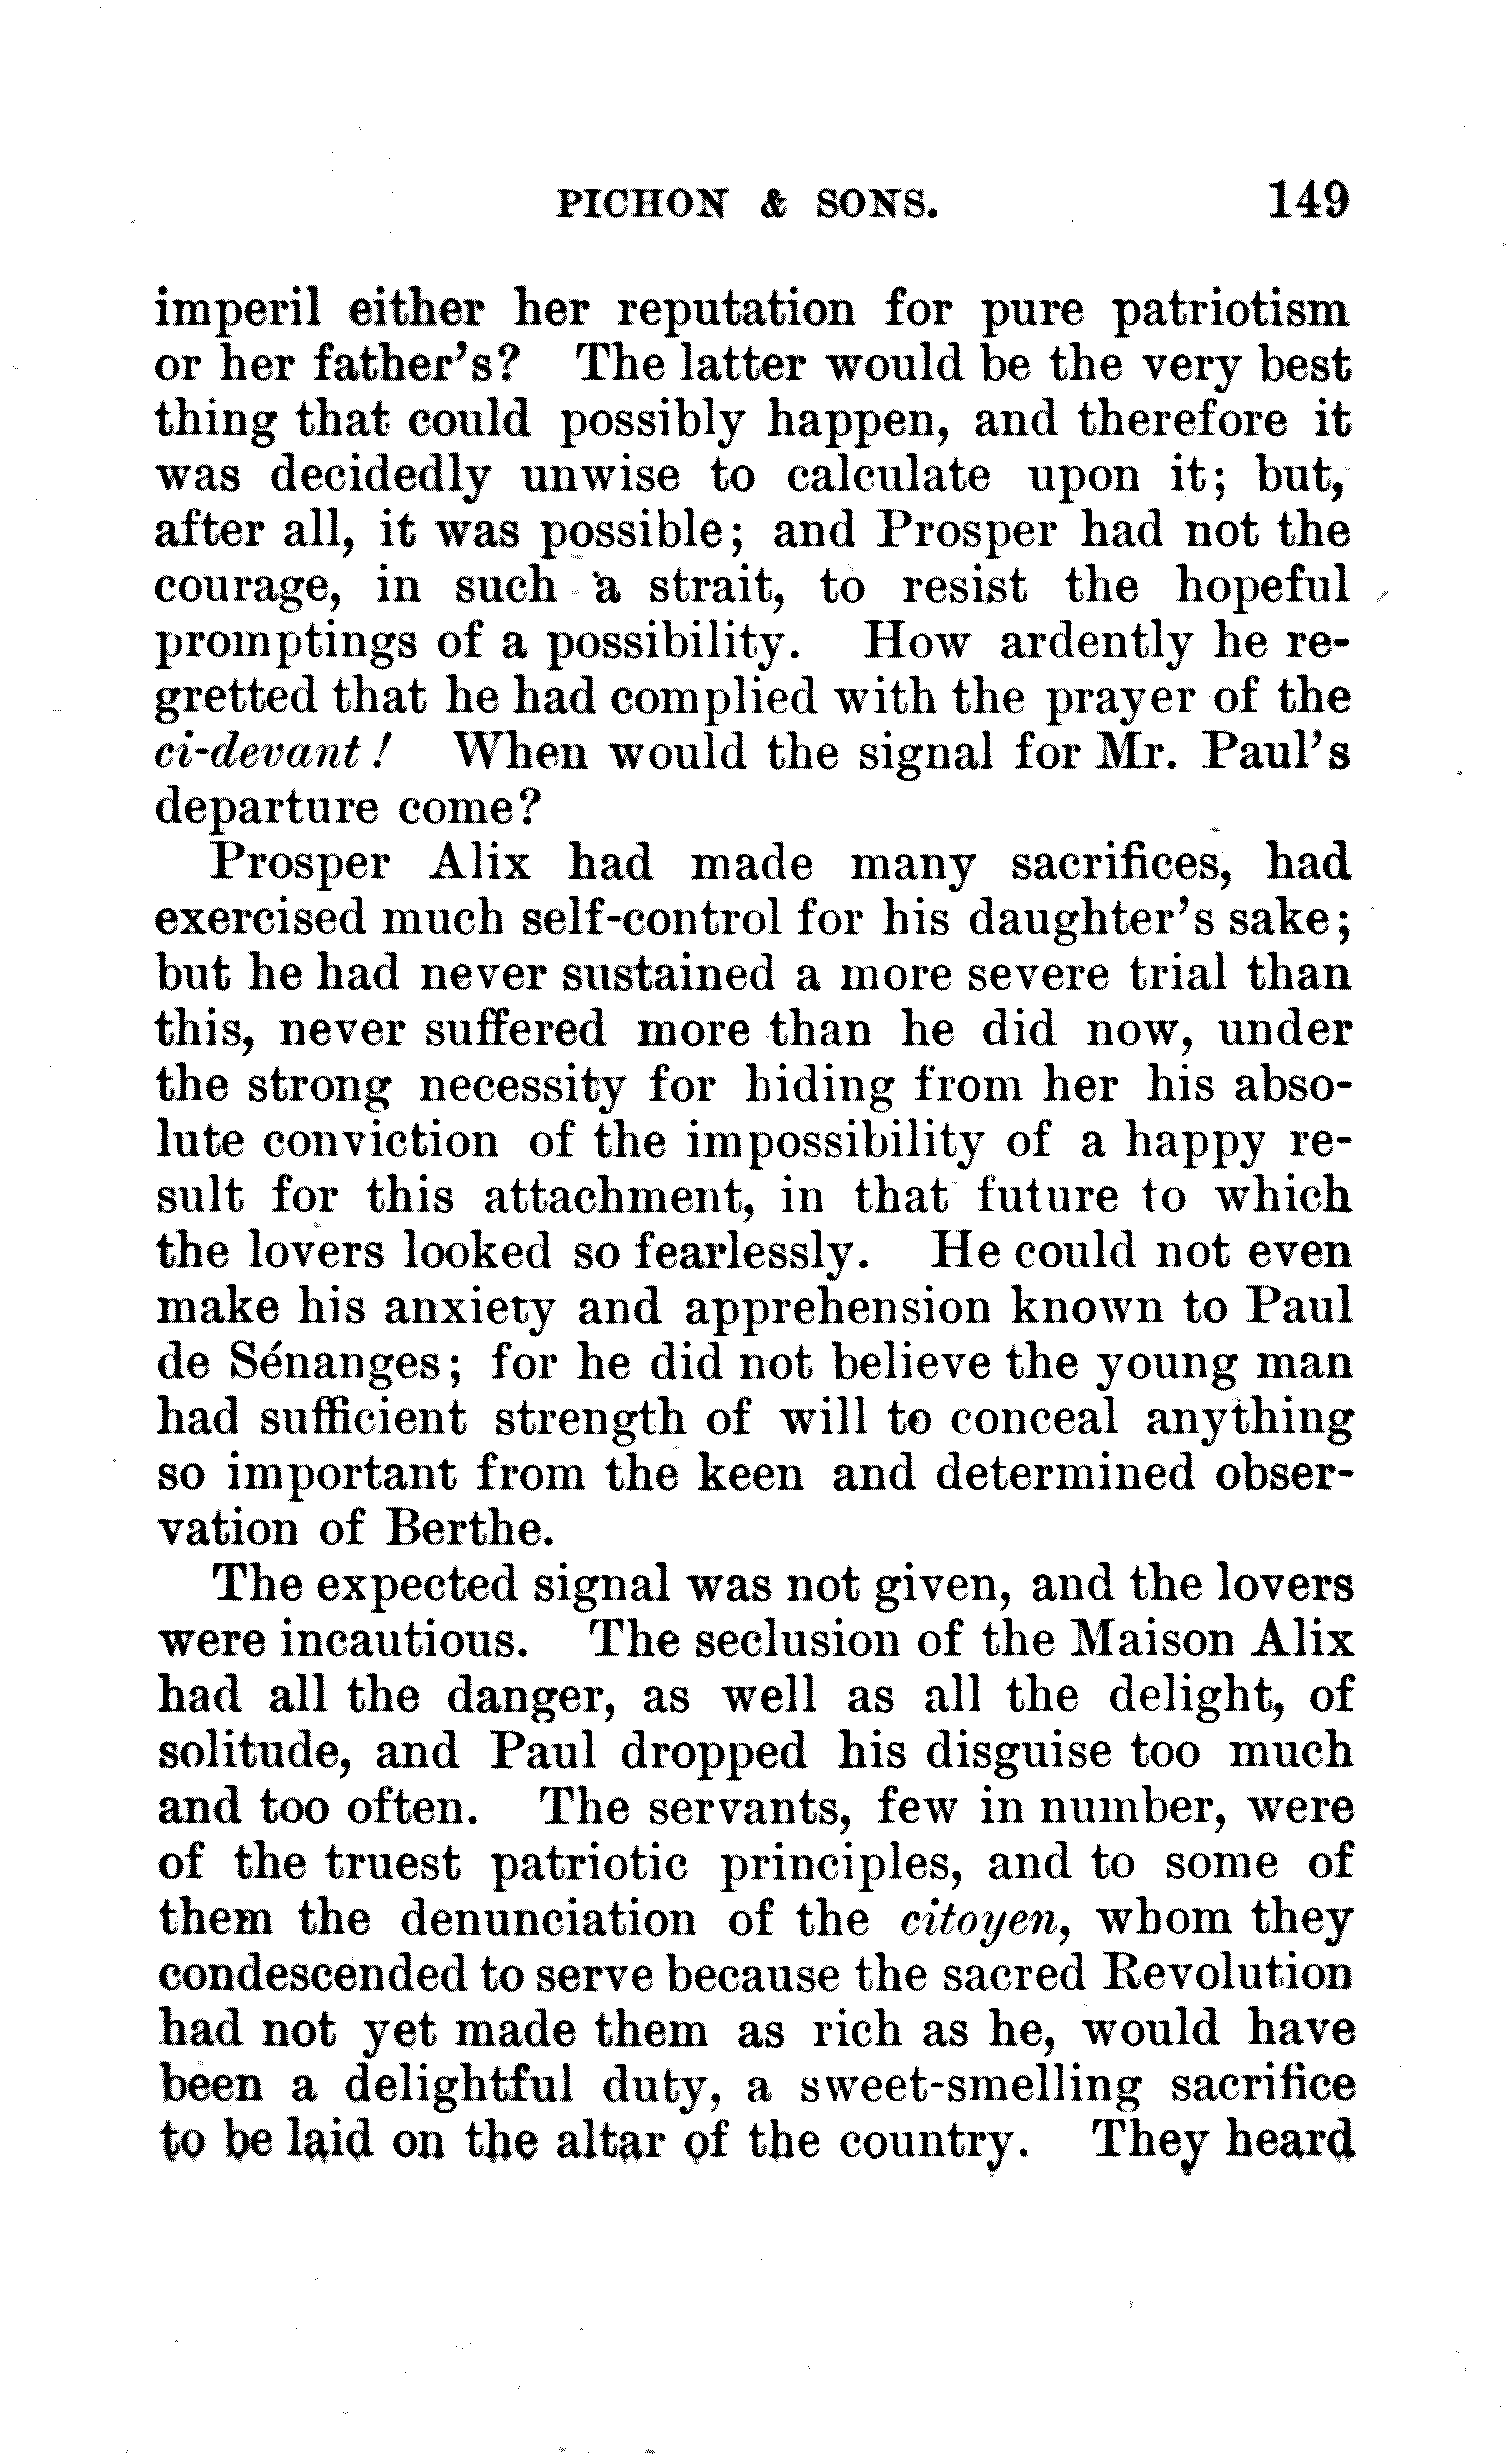 PICHON & SONS. 149
imperil either her reputation for pure patriotism
or her father's? The latter would be the very best
thing that could possibly happen, and therefore it
was decidedly unwise to calculate upon it; but,
after all, it was possible; and Prosper had not the
courage, in such a strait, to resist the hopeful
promptings of a possibility. How ardently he re-
gretted that he had complied with the prayer of the
ci-devant! When would the signal for Mr. Paul's
departure come?
Prosper Alix had made many sacrifices, had
exercised much self-control for his daughter's sake;
but he had never sustained a more severe trial than
this, never suffered more than he did now, under
the strong necessity for hiding from her his abso-
lute conviction of the impossibility of a happy re-
sult for this attachment, in that future to which
the lovers looked so fearlessly. He could not even
make his anxiety and apprehension known to Paul
de Sénanges; for he did not believe the young man
had sufficient strength of will to conceal anything
so important from the keen and determined obser-
vation of Berthe.
The expected signal was not given, and the lovers
were incautious. The seclusion of the Maison Alix
had all the danger, as well as all the delight, of
solitude, and Paul dropped his disguise too much
and too often. The servants, few in number, were
of the truest patriotic principles, and to some of
them the denunciation of the citoyen, whom they
condescended to serve because the sacred Revolution
had not yet made them as rich as he, would have
been a delightful duty, a sweet-smelling sacrifice
to be laid on the altar of the country. They heard